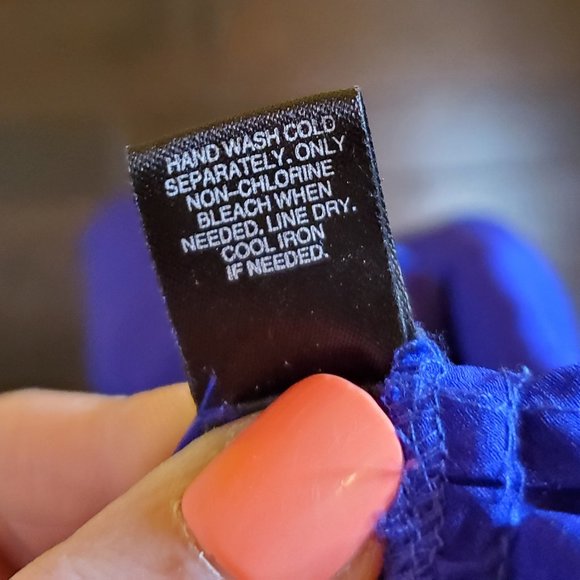 HAND WASH COLD
SEPARATELY. ONLY
NON-CHLORINE
BLEACH WHEN
NEEDED. LINE DRY.
COOL IRON
IF NEEDED.